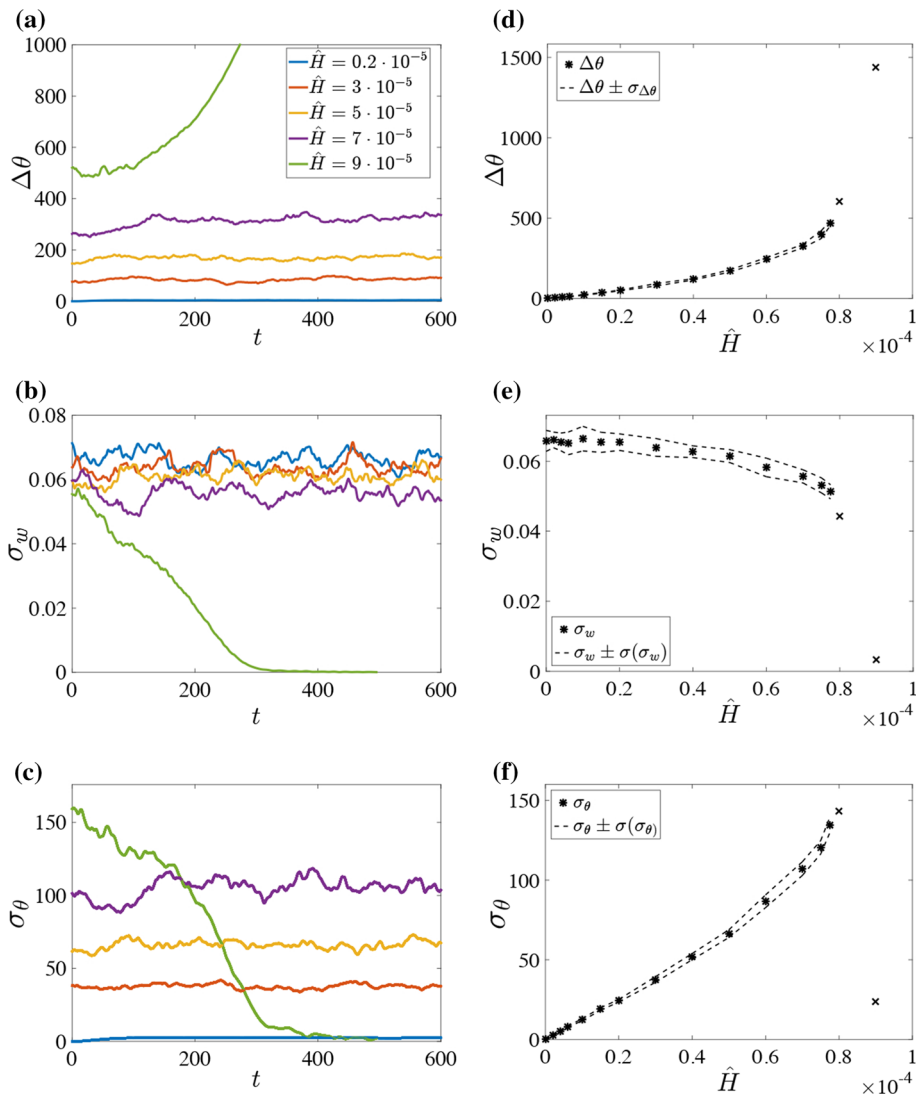 (a)
1000
800
600
400
200
0
Δθ
0 200 400 600
t
Ĥ = 0.2 · 10⁻⁵
Ĥ = 3 · 10⁻⁵
Ĥ = 5 · 10⁻⁵
Ĥ = 7 · 10⁻⁵
Ĥ = 9 · 10⁻⁵
(d)
1500
1000
500
0
Δθ
0 0.2 0.4 0.6 0.8 1
Ĥ
×10⁻⁴
Δθ
Δθ ± σ_Δθ
(b)
0.08
0.06
0.04
0.02
0
σ_w
0 200 400 600
t
(e)
0.06
0.04
0.02
0
σ_w
0 0.2 0.4 0.6 0.8 1
Ĥ
×10⁻⁴
σ_w
σ_w ± σ(σ_w)
(c)
150
100
50
0
σ_θ
0 200 400 600
t
(f)
150
100
50
0
σ_θ
0 0.2 0.4 0.6 0.8 1
Ĥ
×10⁻⁴
σ_θ
σ_θ ± σ(σ_θ)